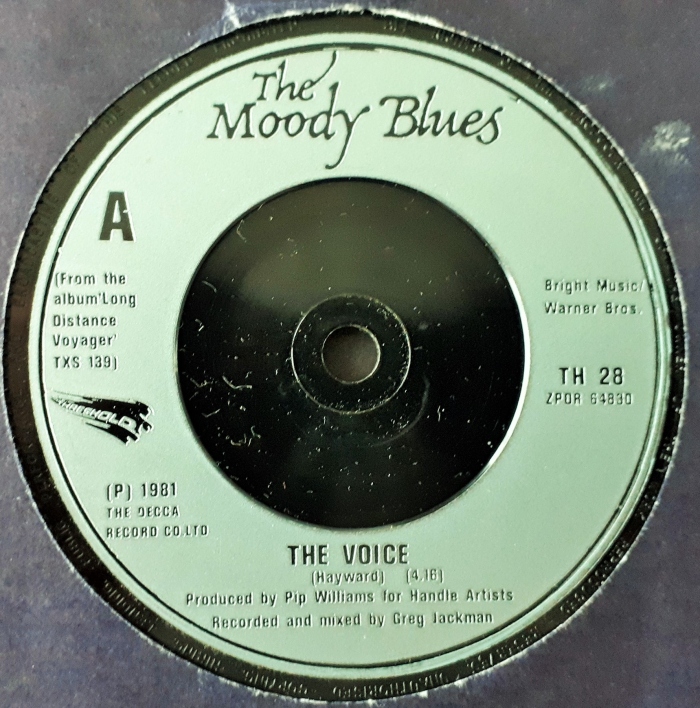 The
Moody Blues
A
(From the
album'Long
Distance
Voyager'
TXS 139)
THRESHOLD
(P) 1981
THE DECCA
RECORD CO.LTD
Bright Music/
Warner Bros.
TH 28
ZPOR 64830
THE VOICE
(Hayward) (4.16)
Produced by Pip Williams for Handle Artists
Recorded and mixed by Greg Jackman